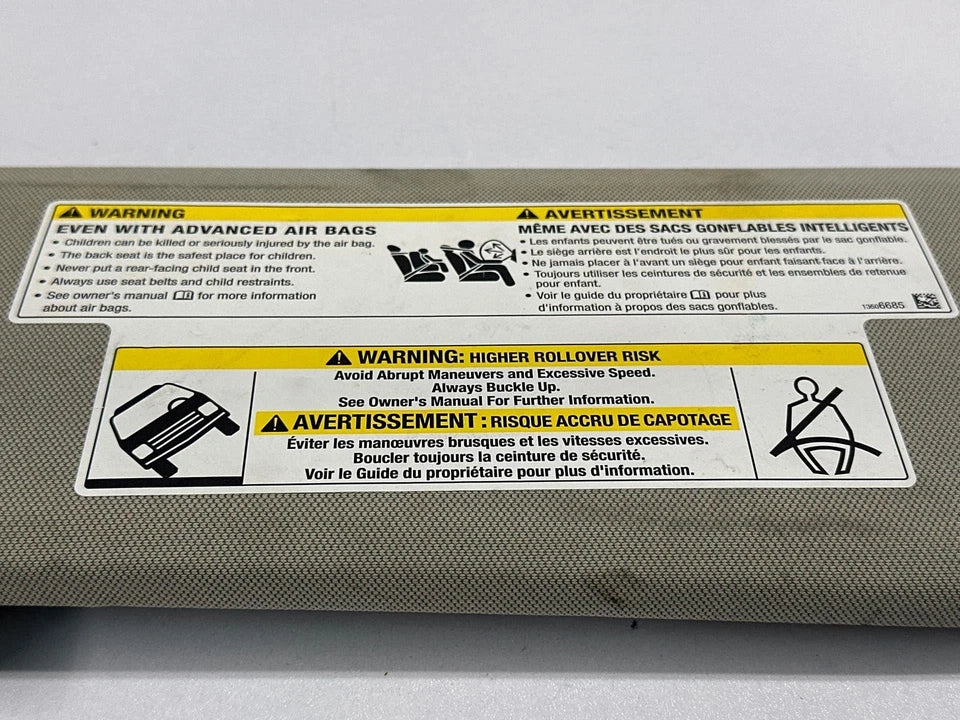 WARNING
EVEN WITH ADVANCED AIR BAGS
• Children can be killed or seriously injured by the air bag.
• The back seat is the safest place for children.
• Never put a rear-facing child seat in the front.
• Always use seat belts and child restraints.
• See owner's manual for more information
about air bags.
AVERTISSEMENT
MÊME AVEC DES SACS GONFLABLES INTELLIGENTS
• Les enfants peuvent être tués ou gravement blessés par le sac gonflable.
• Le siège arrière est l'endroit le plus sûr pour les enfants.
• Ne jamais placer à l'avant un siège pour enfant faisant face à l'arrière.
• Toujours utiliser les ceintures de sécurité et les ensembles de retenue
pour enfant.
• Voir le guide du propriétaire pour plus
d'information à propos des sacs gonflables.
13506685
WARNING: HIGHER ROLLOVER RISK
Avoid Abrupt Maneuvers and Excessive Speed.
Always Buckle Up.
See Owner's Manual For Further Information.
AVERTISSEMENT: RISQUE ACCRU DE CAPOTAGE
Éviter les manœuvres brusques et les vitesses excessives.
Boucler toujours la ceinture de sécurité.
Voir le Guide du propriétaire pour plus d'information.